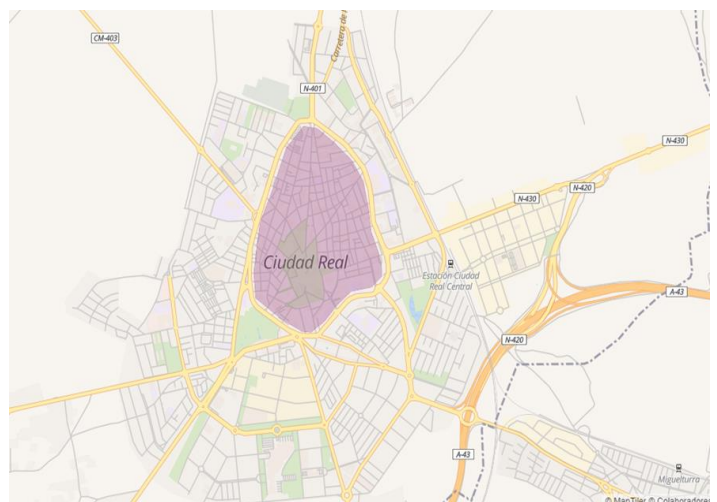 CM-403
Carretera de
N-401
N-430
N-420
N-430
Ciudad Real
Estación Ciudad
Real Central
A-43
N-420
A-43
Miguelturra
© MapTiler © Colaboradores